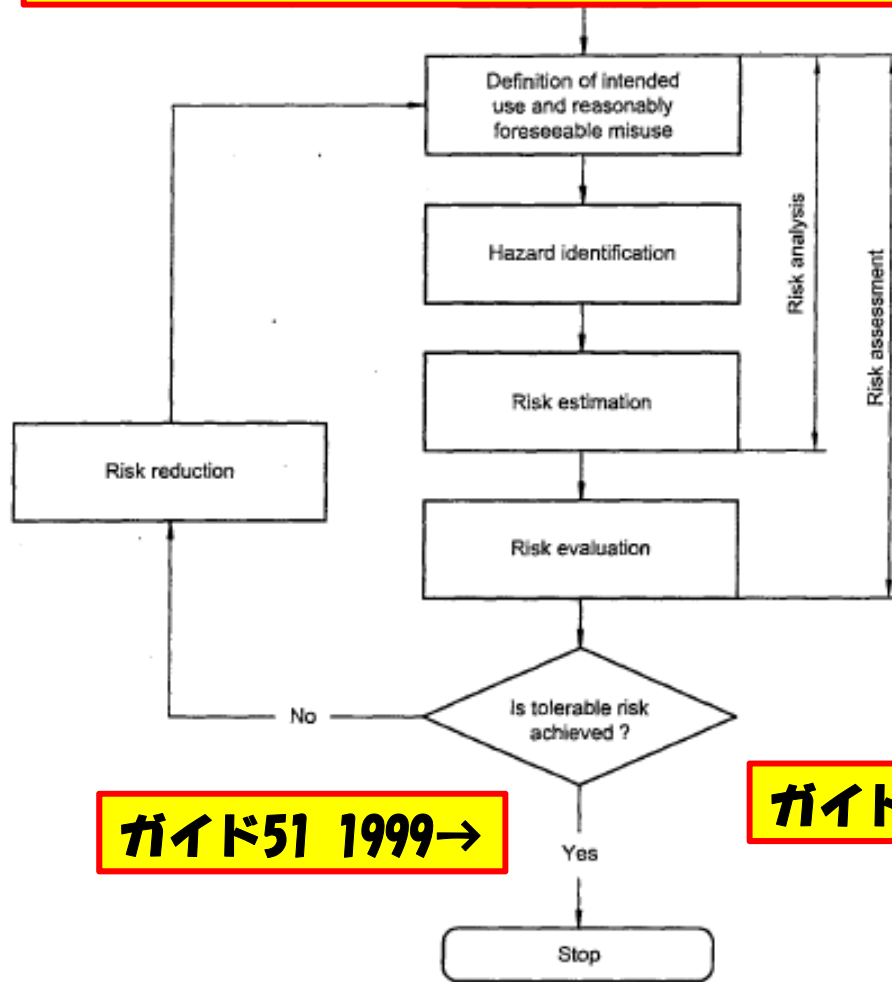 Definition of intended
use and reasonably
foreseeable misuse
Hazard identification
Risk analysis
Risk estimation
Risk assessment
Risk reduction
Risk evaluation
Is tolerable risk
achieved ?
No
ガイド51 1999→
ガイド
Yes
Stop